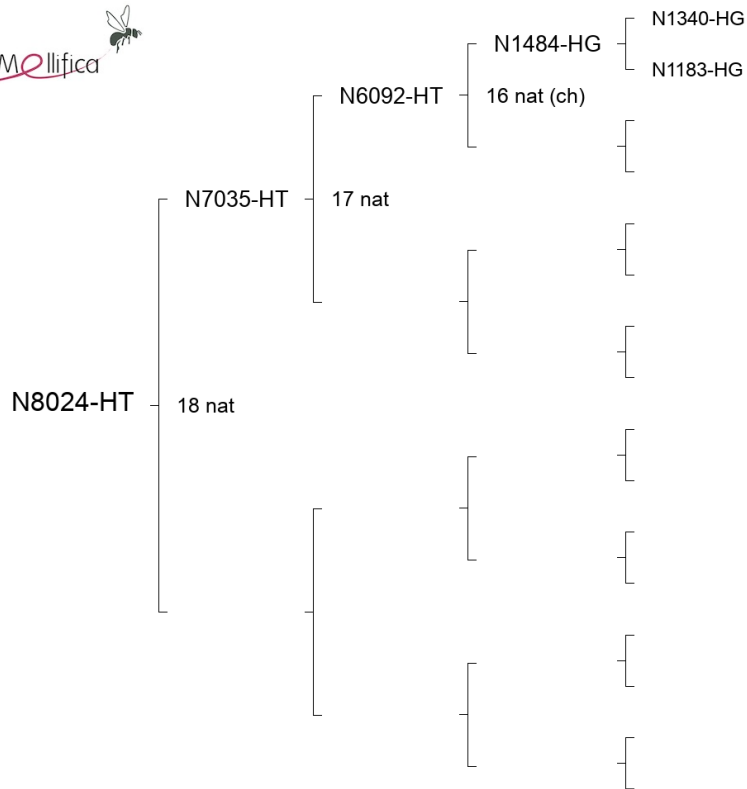 Mellifica
N1340-HG
N1484-HG
N1183-HG
N6092-HT
16 nat (ch)
N7035-HT
17 nat
N8024-HT
18 nat